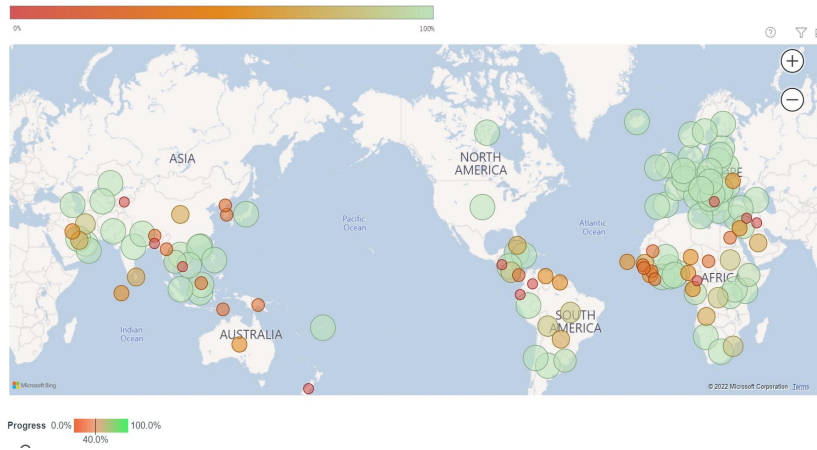 0%
100%
ASIA
NORTH
AMERICA
Pacific
Ocean
Atlantic
Ocean
AFRICA
Indian
Ocean
AUSTRALIA
SOUTH
AMERICA
Microsoft Bing
© 2022 Microsoft Corporation Terms
Progress 0.0% 100.0%
40.0%